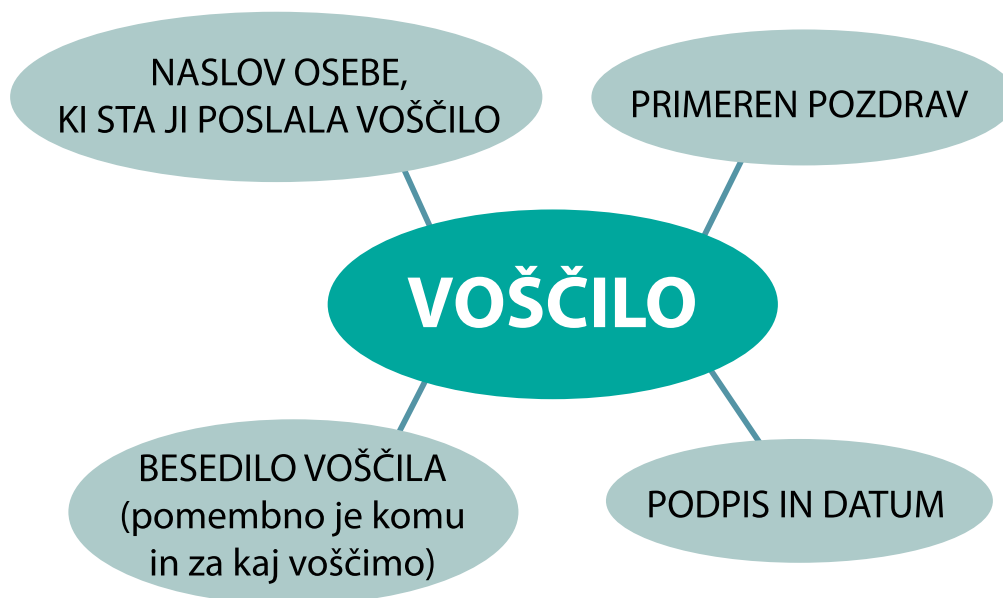 NASLOV OSEBE,
KI STA JI POSLALA VOŠČILO
PRIMEREN POZDRAV
VOŠČILO
BESEDILO VOŠČILA
(pomembno je komu
in za kaj voščimo)
PODPIS IN DATUM